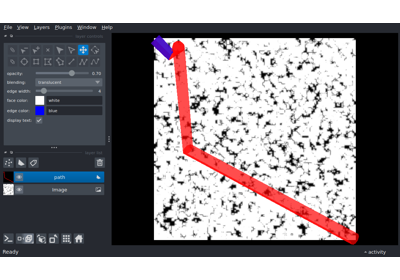 File View Layers Plugins Window Help
opacity: 0.70
blending: translucent
edge width:
face color: white
edge color: blue
display text:
path
Image
Ready activity